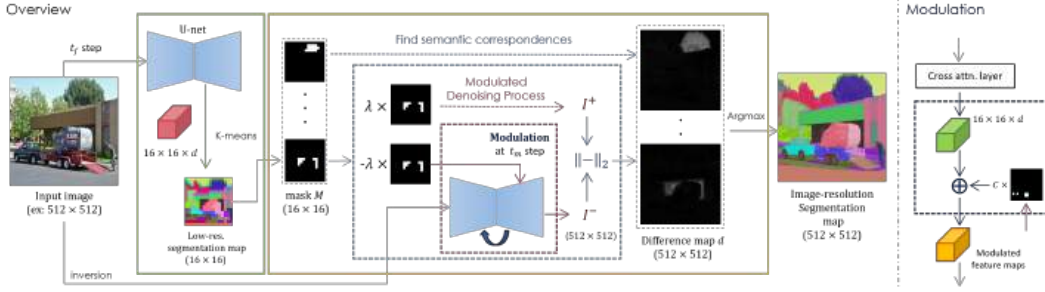 Overview
Modulation
U-net
t_f step
Find semantic correspondences
Cross attn. layer
Modulated
Denoising Process
λ ×
I⁺
16 × 16 × d
K-means
16 × 16 × d
Argmax
Modulation
at t_m step
-λ ×
||−||₂
C ×
mask M
(16 × 16)
Input image
(ex: 512 × 512)
Image-resolution
Segmentation
map
(512 × 512)
I⁻
(512 × 512)
Low-res.
segmentation map
(16 × 16)
Difference map d
(512 × 512)
Modulated
feature maps
inversion